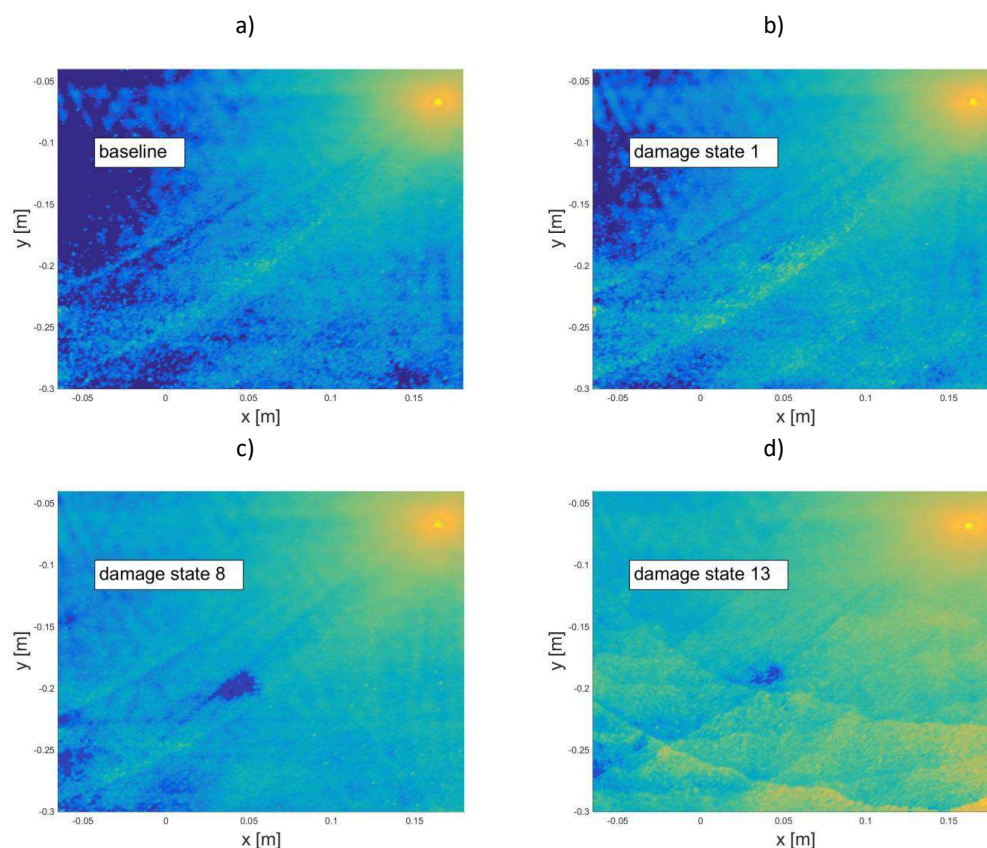 a)
b)
-0.05
-0.1
-0.15
-0.2
-0.25
-0.3
y [m]
baseline
-0.05
0
0.05
0.1
0.15
x [m]
-0.05
-0.1
-0.15
-0.2
-0.25
-0.3
y [m]
damage state 1
-0.05
0
0.05
0.1
0.15
x [m]
c)
d)
-0.05
-0.1
-0.15
-0.2
-0.25
-0.3
y [m]
damage state 8
-0.05
0
0.05
0.1
0.15
x [m]
-0.05
-0.1
-0.15
-0.2
-0.25
-0.3
y [m]
damage state 13
-0.05
0
0.05
0.1
0.15
x [m]